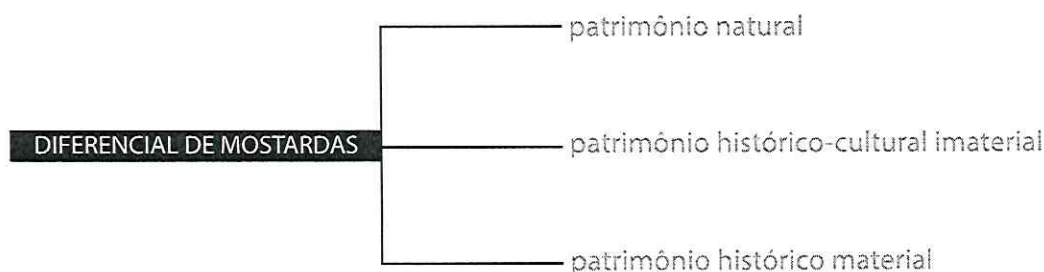 patrimônio natural
DIFERENCIAL DE MOSTARDAS
patrimônio histórico-cultural imaterial
patrimônio histórico material